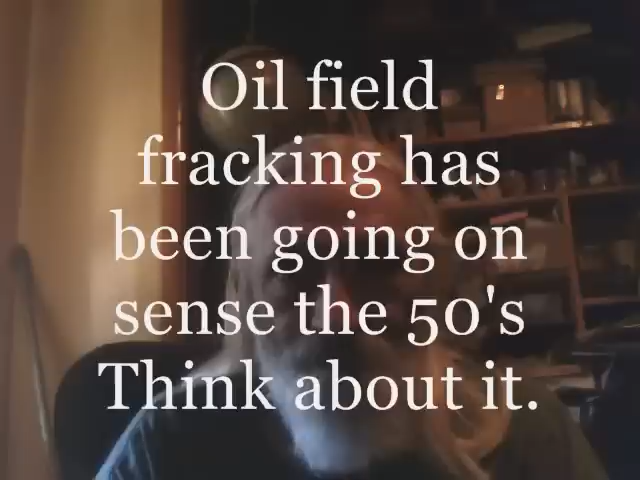 Oil field
fracking has
been going on
sense the 50's
Think about it.